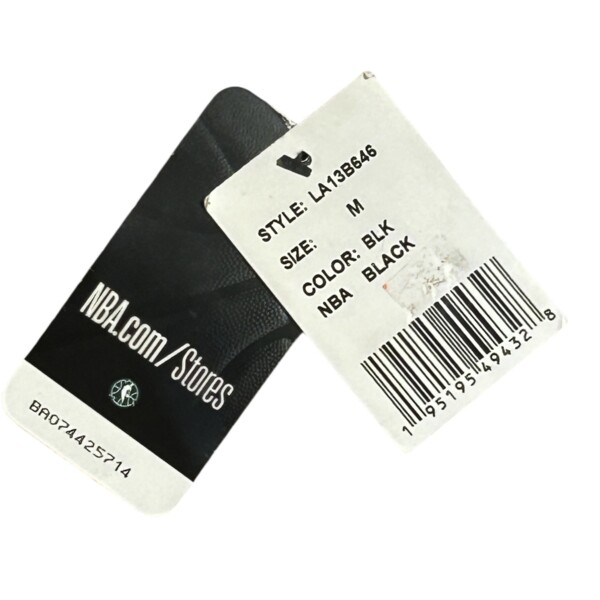 NBA.com/Stores
BA074425714
STYLE: LA13B646
SIZE: M
COLOR: BLK
NBA BLACK
1 95195 49432 8